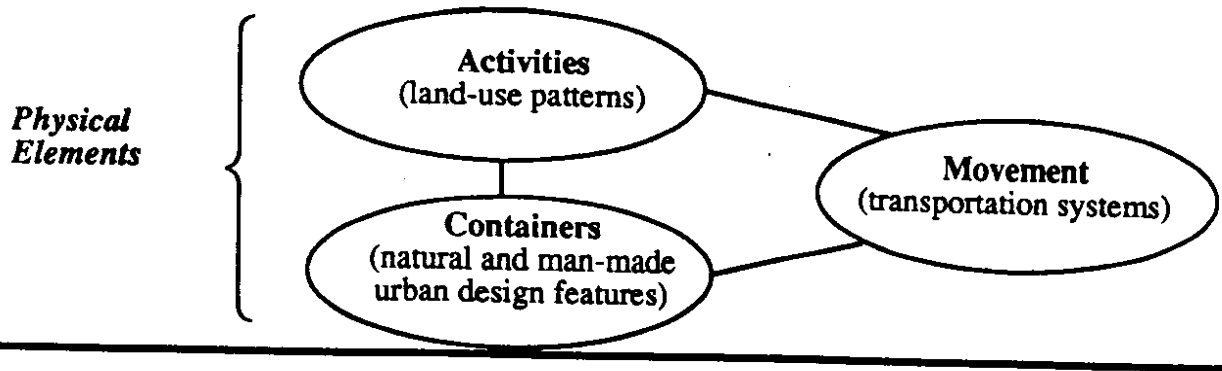 Physical
Elements
Activities
(land-use patterns)
Movement
(transportation systems)
Containers
(natural and man-made
urban design features)